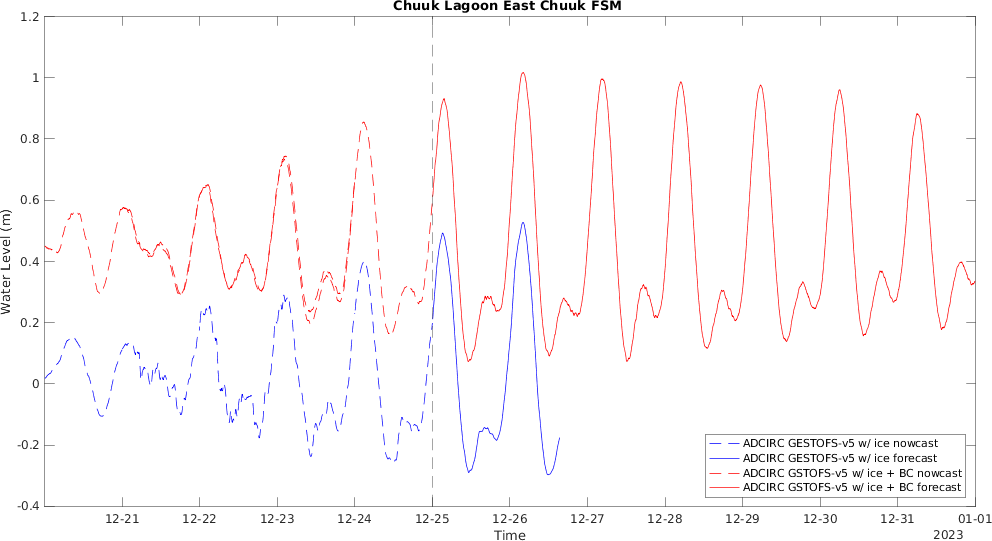 Chuuk Lagoon East Chuuk FSM
1.2
1
0.8
0.6
0.4
0.2
0
-0.2
-0.4
Water Level (m)
ADCIRC GESTOFS-v5 w/ ice nowcast
ADCIRC GESTOFS-v5 w/ ice forecast
ADCIRC GSTOFS-v5 w/ ice + BC nowcast
ADCIRC GSTOFS-v5 w/ ice + BC forecast
12-21 12-22 12-23 12-24 12-25 12-26 12-27 12-28 12-29 12-30 12-31 01-01
Time
2023